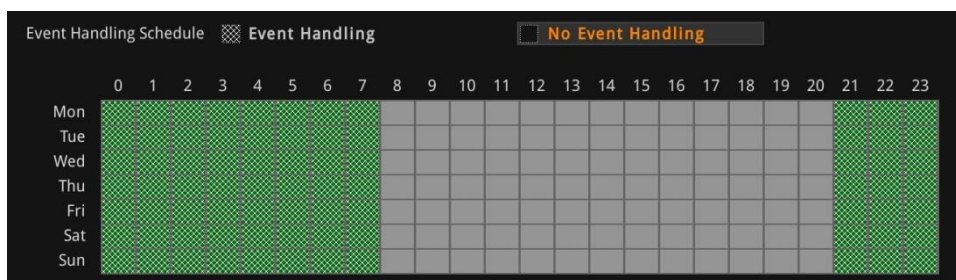 Event Handling Schedule Event Handling No Event Handling
0 1 2 3 4 5 6 7 8 9 10 11 12 13 14 15 16 17 18 19 20 21 22 23
Mon
Tue
Wed
Thu
Fri
Sat
Sun